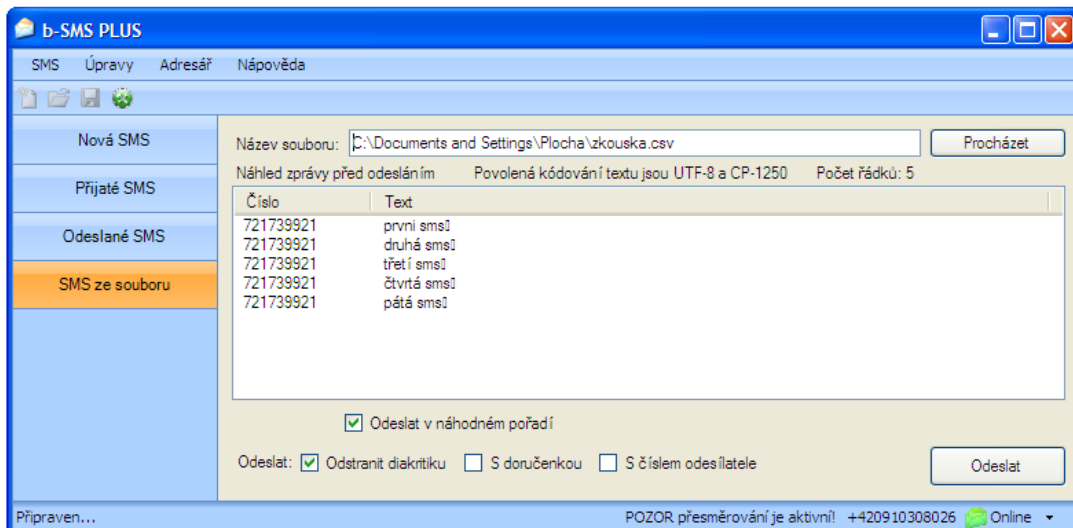 b-SMS PLUS
SMS Úpravy Adresář Nápověda
Nová SMS
Přijaté SMS
Odeslané SMS
SMS ze souboru
Název souboru: C:\Documents and Settings\Plocha\zkouska.csv Procházet
Náhled zprávy před odesláním Povolená kódování textu jsou UTF-8 a CP-1250 Počet řádků: 5
Číslo Text
721739921 prvni sms▯
721739921 druhá sms▯
721739921 třetí sms▯
721739921 čtvrtá sms▯
721739921 pátá sms▯
Odeslat v náhodném pořadí
Odeslat: Odstranit diakritiku S doručenkou S číslem odesílatele Odeslat
Připraven... POZOR přesměrování je aktivní! +420910308026 Online